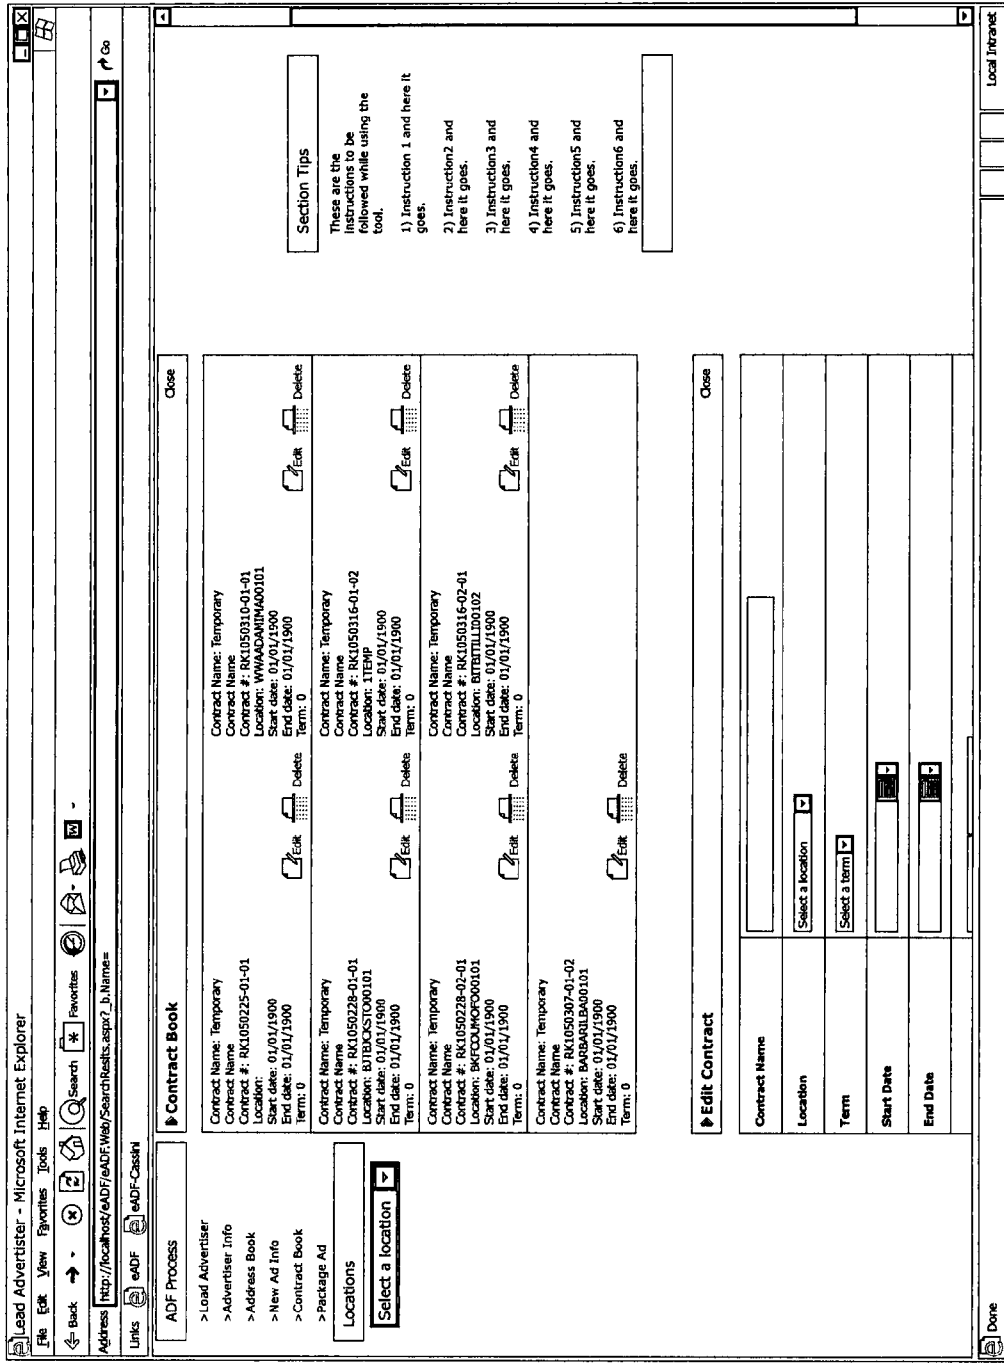 Lead Advertister - Microsoft Internet Explorer
File Edit View Favorites Tools Help
Back Search Favorites W
Address http://localhost/eADF/eADF.Web/SearchReslts.aspx?_b.Name= Go
Links eADF eADF-Cassini
ADF Process
>Load Advertiser
>Advertiser Info
>Address Book
>New Ad Info
>Contract Book
>Package Ad
Locations
Select a location
Contract Book Close
Contract Name: Temporary
Contract Name
Contract #: RK1050225-01-01
Location:
Start date: 01/01/1900
End date: 01/01/1900
Term: 0
Edit Delete
Contract Name: Temporary
Contract Name
Contract #: RK1050310-01-01
Location: WWAADAMIMA00101
Start date: 01/01/1900
End date: 01/01/1900
Term: 0
Edit Delete
Contract Name: Temporary
Contract Name
Contract #: RK1050228-01-01
Location: BJTBJCKSTO00101
Start date: 01/01/1900
End date: 01/01/1900
Term: 0
Edit Delete
Contract Name: Temporary
Contract Name
Contract #: RK1050316-01-02
Location: 1TEMP
Start date: 01/01/1900
End date: 01/01/1900
Term: 0
Edit Delete
Contract Name: Temporary
Contract Name
Contract #: RK1050228-02-01
Location: BKFCOUMOFO00101
Start date: 01/01/1900
End date: 01/01/1900
Term: 0
Edit Delete
Contract Name: Temporary
Contract Name
Contract #: RK1050316-02-01
Location: BITBITILLI00102
Start date: 01/01/1900
End date: 01/01/1900
Term: 0
Edit Delete
Contract Name: Temporary
Contract Name
Contract #: RK1050307-01-02
Location: BARBARILBA00101
Start date: 01/01/1900
End date: 01/01/1900
Term: 0
Edit Delete
Edit Contract Close
Contract Name
Location Select a location
Term Select a term
Start Date
End Date
Section Tips
These are the
instructions to be
followed while using the
tool.
1) Instruction 1 and here it
goes.
2) Instruction2 and
here it goes.
3) Instruction3 and
here it goes.
4) Instruction4 and
here it goes.
5) Instruction5 and
here it goes.
6) Instruction6 and
here it goes.
Done Local Intranet